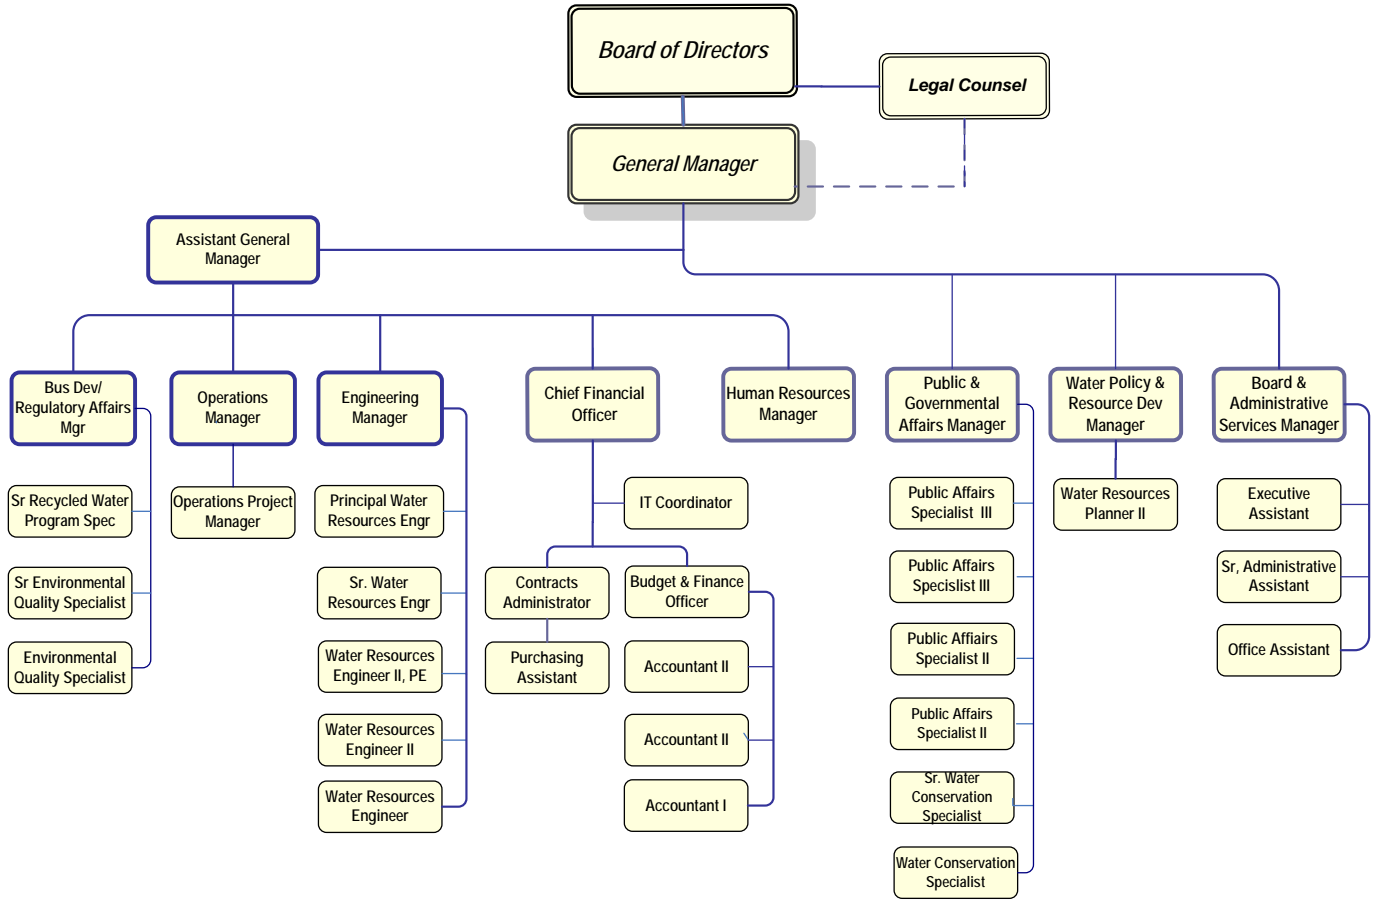 Board of Directors
Legal Counsel
General Manager
Assistant General
Manager
Bus Dev/
Regulatory Affairs
Mgr
Operations
Manager
Engineering
Manager
Chief Financial
Officer
Human Resources
Manager
Public &
Governmental
Affairs Manager
Water Policy &
Resource Dev
Manager
Board &
Administrative
Services Manager
Sr Recycled Water
Program Spec
Sr Environmental
Quality Specialist
Environmental
Quality Specialist
Operations Project
Manager
Principal Water
Resources Engr
Sr. Water
Resources Engr
Water Resources
Engineer II, PE
Water Resources
Engineer II
Water Resources
Engineer
IT Coordinator
Contracts
Administrator
Purchasing
Assistant
Budget & Finance
Officer
Accountant II
Accountant II
Accountant I
Public Affairs
Specialist  III
Public Affairs
Specislist III
Public Affiairs
Specialist II
Public Affairs
Specialist II
Sr. Water
Conservation
Specialist
Water Conservation
Specialist
Water Resources
Planner II
Executive
Assistant
Sr, Administrative
Assistant
Office Assistant